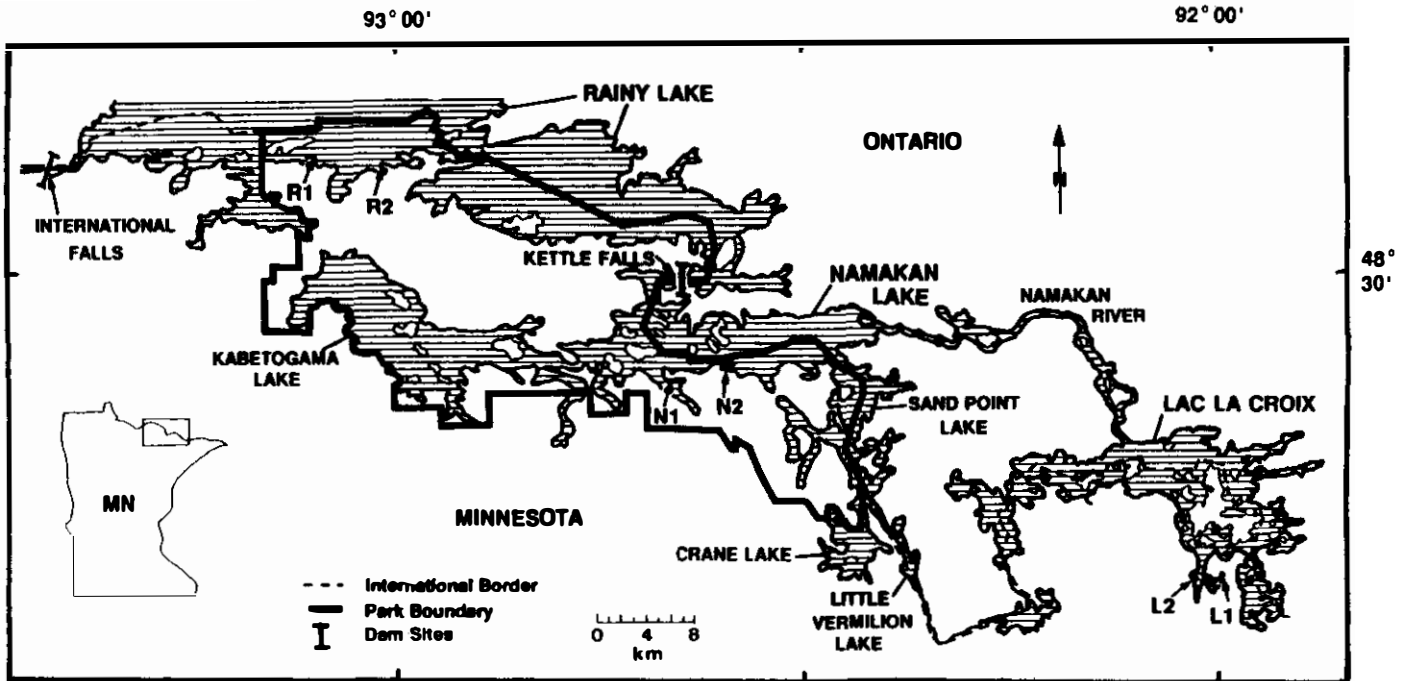 93° 00'
92° 00'
RAINY LAKE
ONTARIO
N
R1
R2
INTERNATIONAL
FALLS
KETTLE FALLS
48°
30'
NAMAKAN
LAKE
NAMAKAN
RIVER
KABETOGAMA
LAKE
N1
N2
SAND POINT
LAKE
LAC LA CROIX
MN
MINNESOTA
CRANE LAKE
LITTLE
VERMILION
LAKE
L2
L1
International Border
Park Boundary
Dam Sites
0 4 8
km